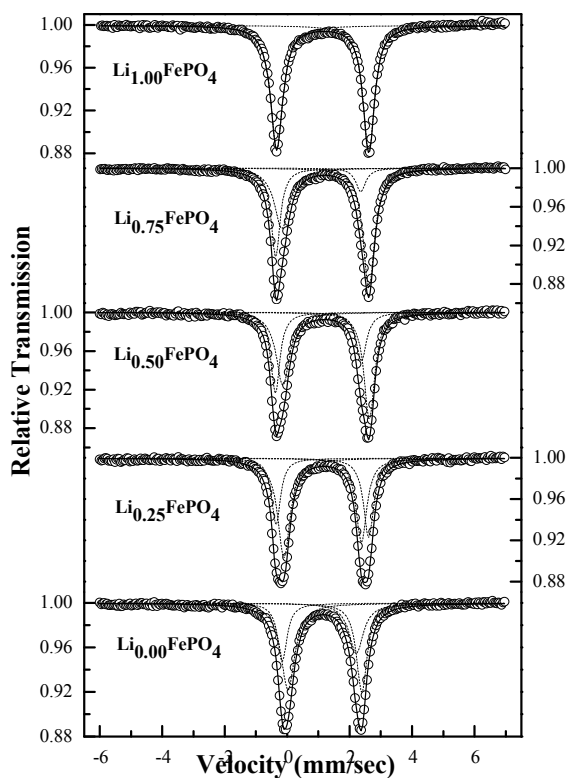 1.00
0.96
0.92
0.88
Li1.00FePO4
1.00
0.96
0.92
0.88
Li0.75FePO4
1.00
0.96
0.92
0.88
Li0.50FePO4
1.00
0.96
0.92
0.88
Li0.25FePO4
1.00
0.96
0.92
0.88
Li0.00FePO4
Relative Transmission
-6 -4 -2 0 2 4 6
Velocity (mm/sec)